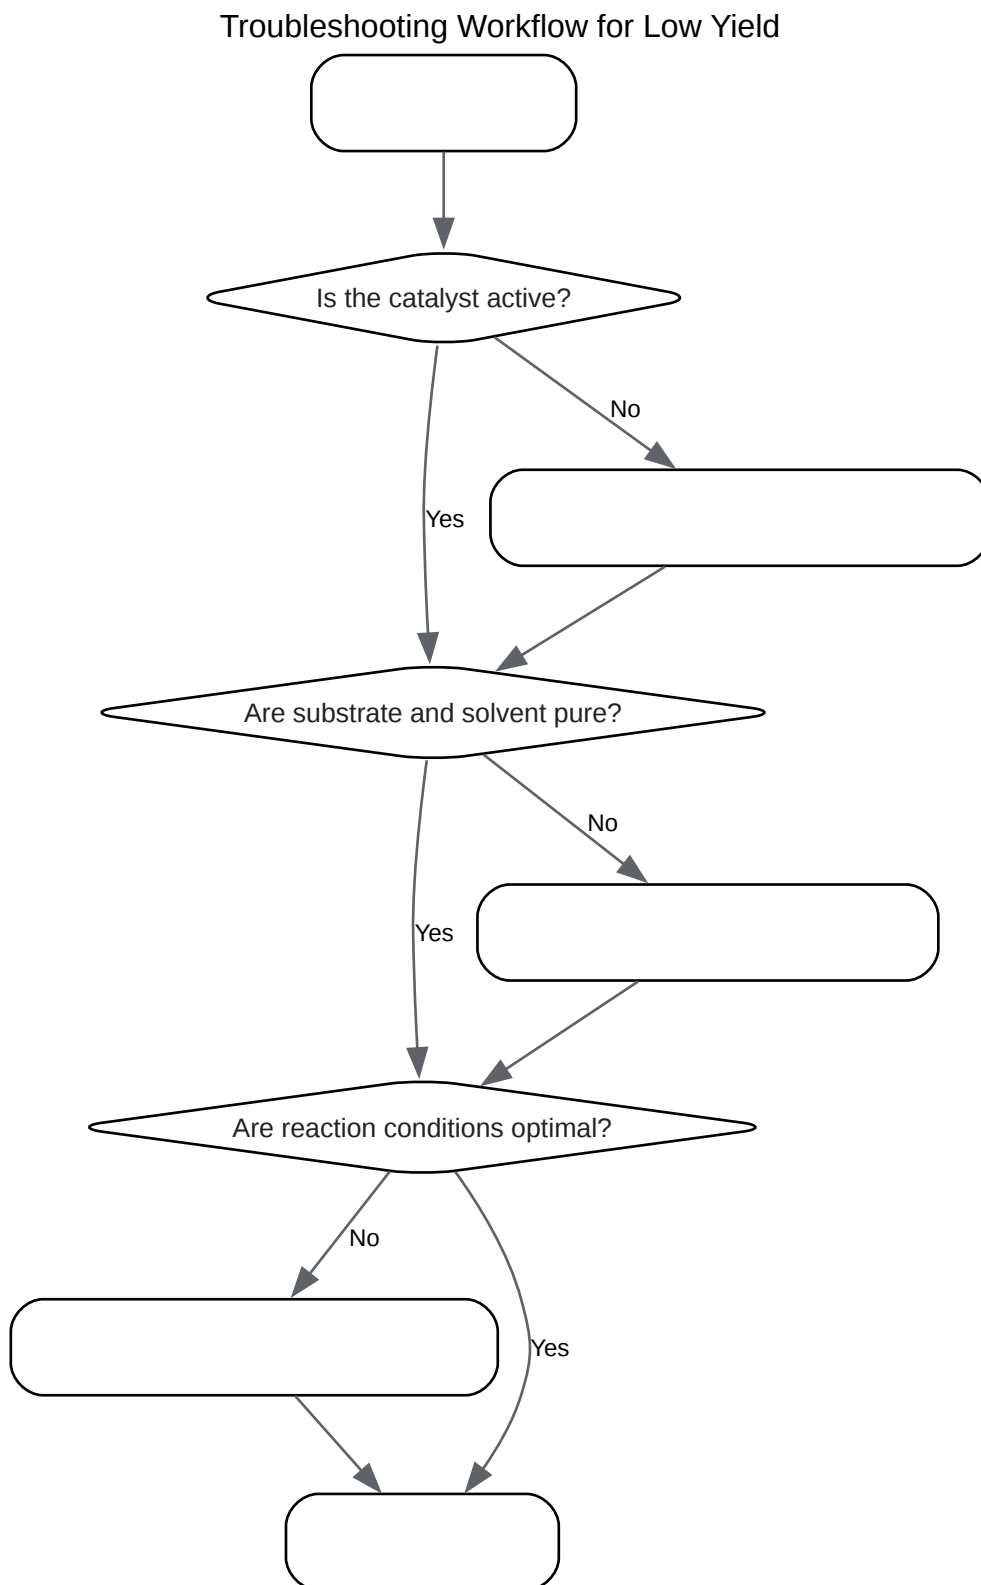 Troubleshooting Workflow for Low Yield
Is the catalyst active?
No
Yes
Are substrate and solvent pure?
No
Yes
Are reaction conditions optimal?
No
Yes